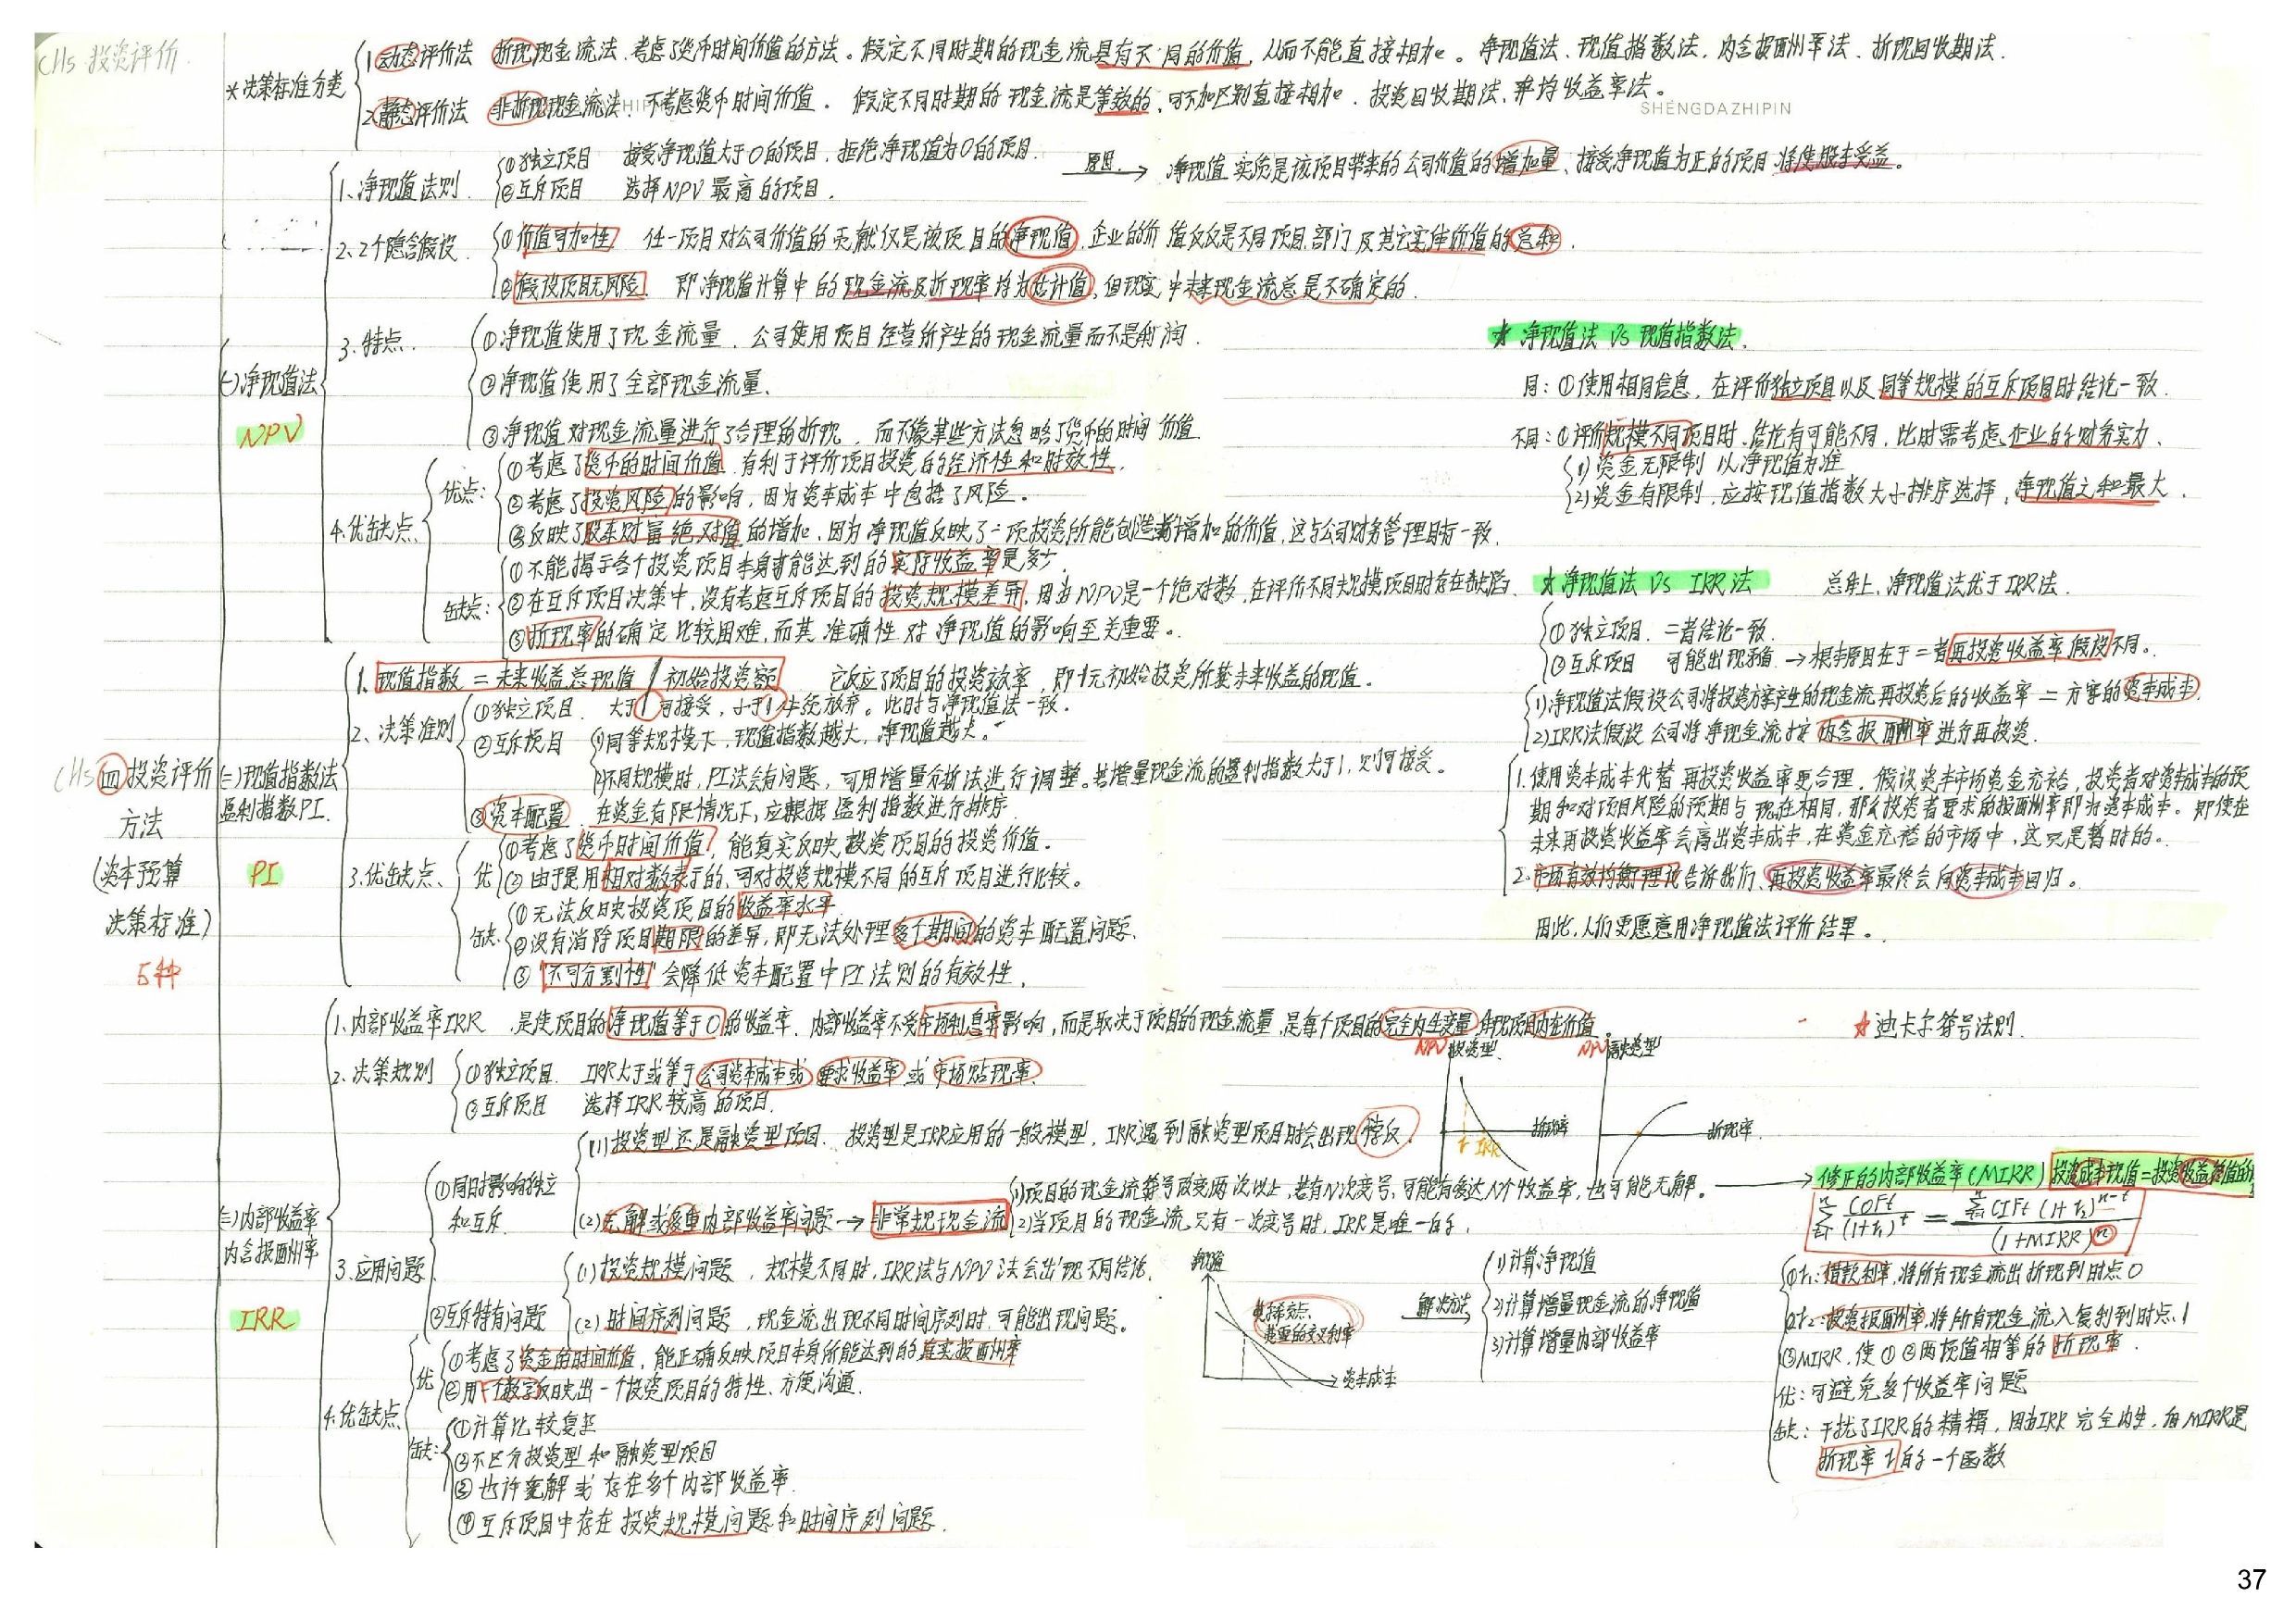 CH5 投资评价
*决策标准分类
1.动态评价法 折现现金流法.考虑了货币时间价值的方法。假定不同时期的现金流具有不同的价值,从而不能直接相加。净现值法、现值指数法,内含报酬率法、折现回收期法.
2.静态评价法 非折现现金流法:不考虑货币时间价值。假定不同时期的现金流是等效的,可不加区别直接相加.投资回收期法、平均收益率法。
SHENGDAZHIPIN
CH5 四 投资评价方法
(资本预算决策标准)
5种
(一)净现值法
NPV
1、净现值法则.
①独立项目 接受净现值大于0的项目.拒绝净现值为0的项目.
②互斥项目 选择NPV最高的项目.
原因. → 净现值实质是该项目带来的公司价值的增加量、接受净现值为正的项目将使股东受益。
2、2个隐含假设.
①价值可加性 任一项目对公司价值的贡献仅是该项目的净现值,企业的价值仅仅是不同项目.部门及其它实体价值的总和.
②假设项目无风险. 即净现值计算中的现金流及折现率均为估计值,但现实中未来现金流总是不确定的.
3.特点.
①净现值使用了现金流量.公司使用项目经营所产生的现金流量而不是利润.
②净现值使用了全部现金流量、
③净现值对现金流量进行了合理的折现,而不像某些方法忽略了货币的时间价值
4.优缺点
优点:
①考虑了货币的时间价值.有利于评价项目投资的经济性和时效性.
②考虑了投资风险的影响,因为资本成本中包括了风险。
③反映了股东财富绝对值的增加.因为净现值反映了一项投资所能创造新增加的价值,这与公司财务管理目标一致.
缺点:
①不能揭示各个投资项目本身可能达到的实际收益率是多少.
②在互斥项目决策中,没有考虑互斥项目的投资规模差异.因为NPV是一个绝对数,在评价不同规模项目时存在缺陷.
③折现率的确定比较困难,而其准确性对净现值的影响至关重要。
★ 净现值法 VS 现值指数法.
同:①使用相同信息,在评价独立项目以及同等规模的互斥项目时结论一致.
不同:①评价规模不同项目时.结论有可能不同,此时需考虑企业的财务实力、
(1)资金无限制 以净现值为准
(2)资金有限制,应按现值指数大小排序选择,净现值之和最大.
★净现值法 VS IRR法 总体上,净现值法优于IRR法.
①独立项目.二者结论一致.
②互斥项目 可能出现矛盾 → 根本原因在于二者再投资收益率假设不同。
(1)净现值法假设公司将投资方案产生的现金流再投资后的收益率=方案的资本成本.
(2)IRR法假设公司将净现金流按内含报酬率进行再投资.
1.使用资本成本代替再投资收益率更合理.假设资本市场资金充裕,投资者对资本成本的预
期和对项目风险的预期与现在相同,那么投资者要求的报酬率即为资本成本。即使在
未来再投资收益率会高出资本成本,在资金充裕的市场中,这只是暂时的。
2.市场有效均衡理论告诉我们、再投资收益率最终会向资本成本回归。
因此,人们更愿意用净现值法评价结果。
(二)现值指数法
盈利指数PI.
PI
1.现值指数=未来收益总现值/初始投资额 它反应了项目的投资效率,即1元初始投资所获未来收益的现值.
2、决策准则
①独立项目.大于1可接受,小于1必须放弃。此时与净现值法一致.
②互斥项目 (1)同等规模下,现值指数越大,净现值越大。
(2)不同规模时,PI法会有问题,可用增量分析法进行调整。若增量现金流的盈利指数大于1,则可接受。
③资本配置.在资金有限情况下,应根据盈利指数进行排序
3.优缺点、
优
①考虑了货币时间价值,能真实反映投资项目的投资价值.
②由于是用相对数表示的,可对投资规模不同的互斥项目进行比较。
缺:
①无法反映投资项目的收益率水平
②没有消除项目期限的差异,即无法处理多个期间的资本配置问题.
③"不可分割性"会降低资本配置中PI法则的有效性.
(三)内部收益率
内含报酬率
IRR
1.内部收益率IRR 是使项目的净现值等于0的收益率.内部收益率不受市场利息率影响,而是取决于项目的现金流量,是每个项目的完全内生变量.体现项目内在价值
2.决策规则
①独立项目.IRR大于或等于公司资本成本或要求收益率或市场贴现率.
②互斥项目 选择IRR较高的项目.
3.应用问题
①同时影响独立和互斥
(1)投资型还是融资型项目.投资型是IRR应用的一般模型,IRR遇到融资型项目时会出现悖反.
(2)无解或多重内部收益率问题 → 非常规现金流
(1)项目的现金流符号改变两次以上,若有N次变号,可能有多达N个收益率,也可能无解。
(2)当项目的现金流只有一次变号时,IRR是唯一的.
②互斥特有问题
(1)投资规模问题,规模不同时,IRR法与NPV法会出现不同结论.
(2)时间序列问题,现金流出现不同时间序列时.可能出现问题。
NPV 投资型.
折现率
r IRR
NPV 融资型
折现率.
净现值
资本成本
解决方法
(1)计算净现值
(2)计算增量现金流的净现值
(3)计算增量内部收益率
★迪卡尔符号法则.
→修正的内部收益率(MIRR) 投资成本现值=投资收益终值的
∑ COFt/(1+r₁)^t = ∑ CIFt(1+r₂)^(n-t)/(1+MIRR)^n
①r₁:借款利率,将所有现金流出折现到时点0
②r₂:投资报酬率,将所有现金流入复利到时点1
③MIRR,使①②两项值相等的折现率.
优:可避免多个收益率问题
缺:干扰了IRR的精精,因为IRR完全内生,而MIRR是
折现率r的一个函数
4.优缺点
优
①考虑了资金的时间价值,能正确反映项目本身所能达到的真实报酬率
②用一个数字反映出一个投资项目的特性、方便沟通.
缺:
①计算比较复杂
②不区分投资型和融资型项目
③也许无解或存在多个内部收益率.
④互斥项目中存在投资规模问题和时间序列问题.
37